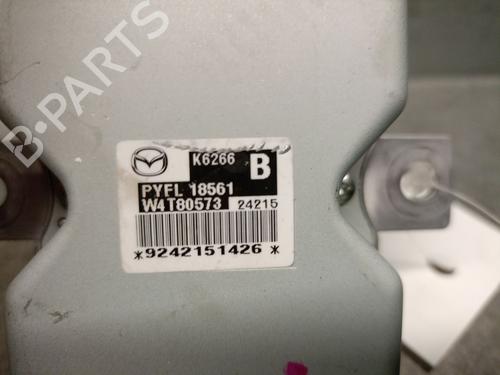 B-PARTS
K6266
B
PYFL 18561
W4T80573 24215
*9242151426*